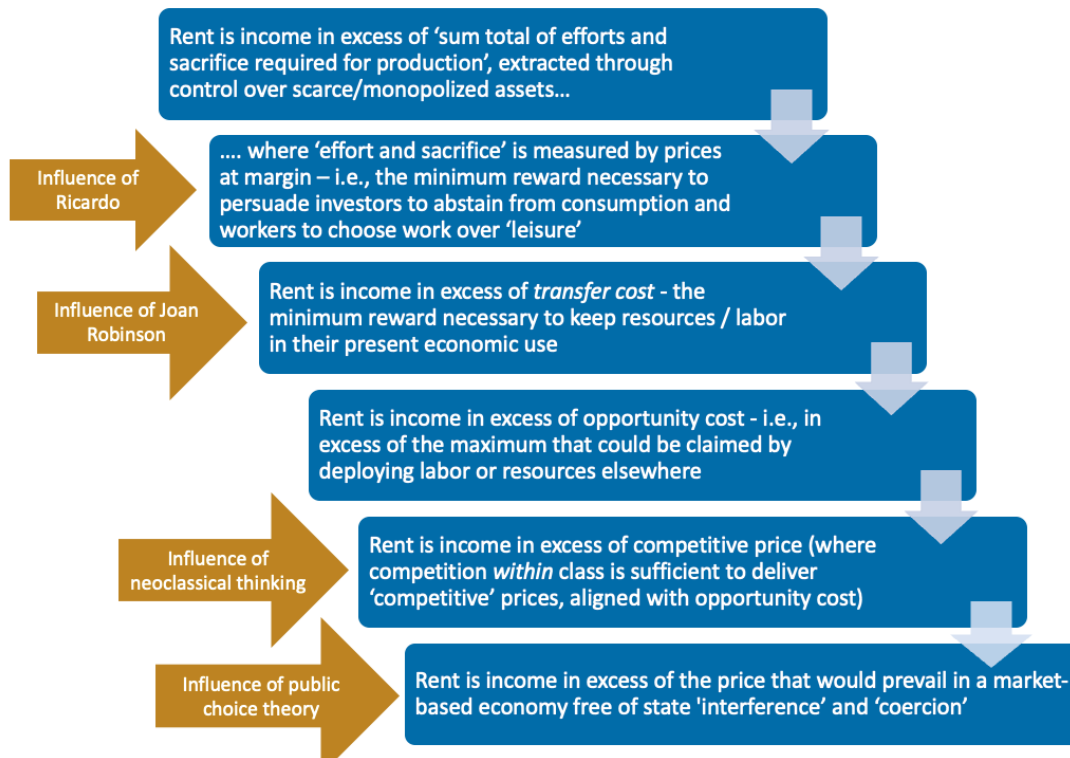 Rent is income in excess of ‘sum total of efforts and
sacrifice required for production’, extracted through
control over scarce/monopolized assets…
Influence of
Ricardo
.... where ‘effort and sacrifice’ is measured by prices
at margin – i.e., the minimum reward necessary to
persuade investors to abstain from consumption and
workers to choose work over ‘leisure’
Influence of Joan
Robinson
Rent is income in excess of transfer cost - the
minimum reward necessary to keep resources / labor
in their present economic use
Rent is income in excess of opportunity cost - i.e., in
excess of the maximum that could be claimed by
deploying labor or resources elsewhere
Influence of
neoclassical thinking
Rent is income in excess of competitive price (where
competition within class is sufficient to deliver
‘competitive’ prices, aligned with opportunity cost)
Influence of public
choice theory
Rent is income in excess of the price that would prevail in a market-
based economy free of state 'interference’ and ‘coercion’